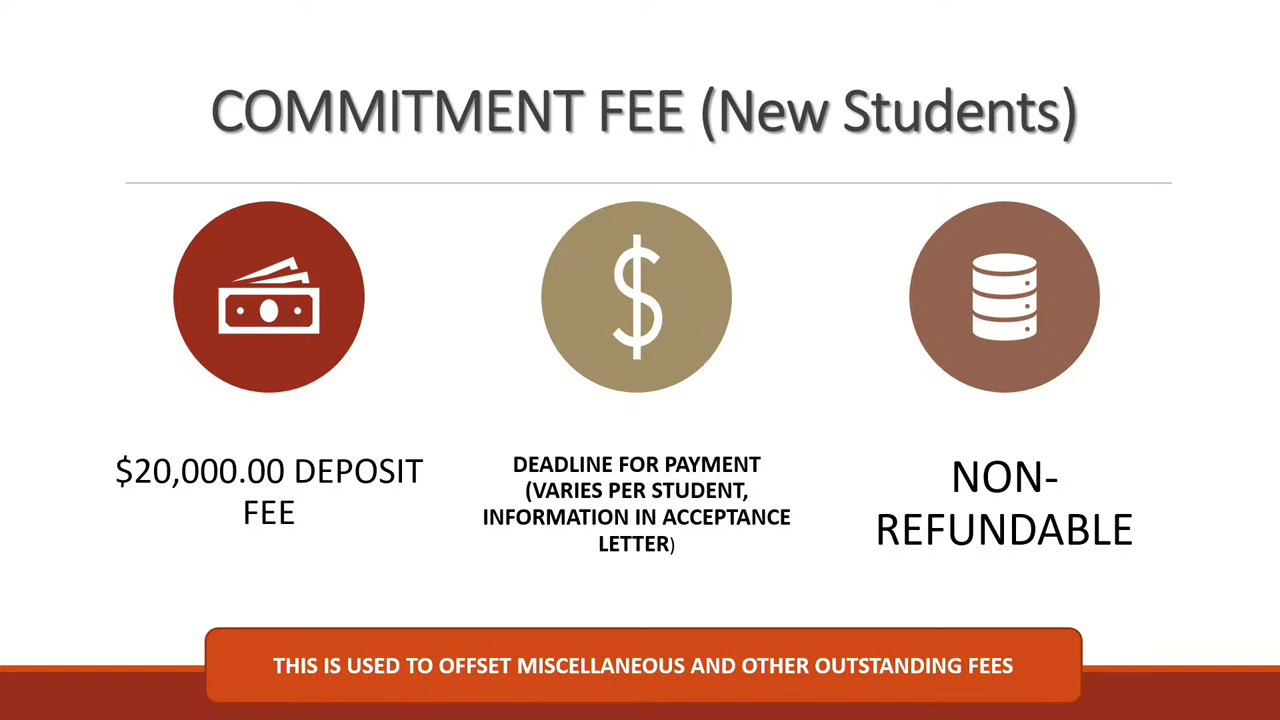 COMMITMENT FEE (New Students)
$20,000.00 DEPOSIT
FEE
DEADLINE FOR PAYMENT
(VARIES PER STUDENT,
INFORMATION IN ACCEPTANCE
LETTER)
NON-
REFUNDABLE
THIS IS USED TO OFFSET MISCELLANEOUS AND OTHER OUTSTANDING FEES